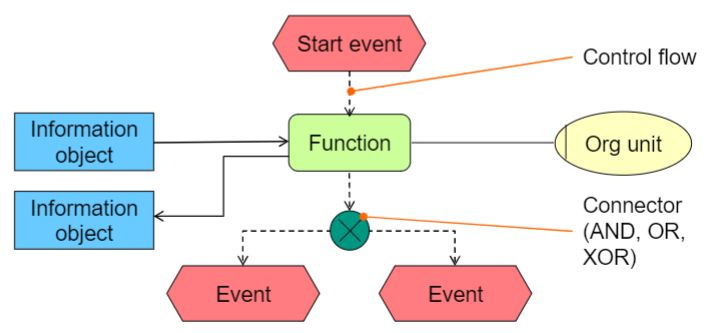 Start event
Control flow
Information
object
Function
Org unit
Information
object
Connector
(AND, OR,
XOR)
Event
Event